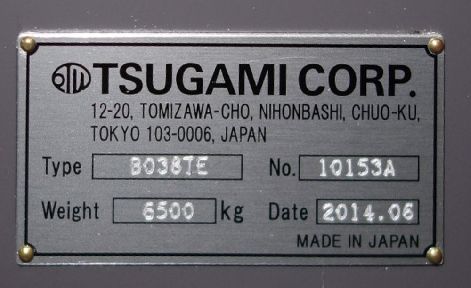 TSUGAMI CORP.
12-20, TOMIZAWA-CHO, NIHONBASHI, CHUO-KU,
TOKYO 103-0006, JAPAN
Type B038TE No. 10153A
Weight 6500 kg Date 2014.06
MADE IN JAPAN